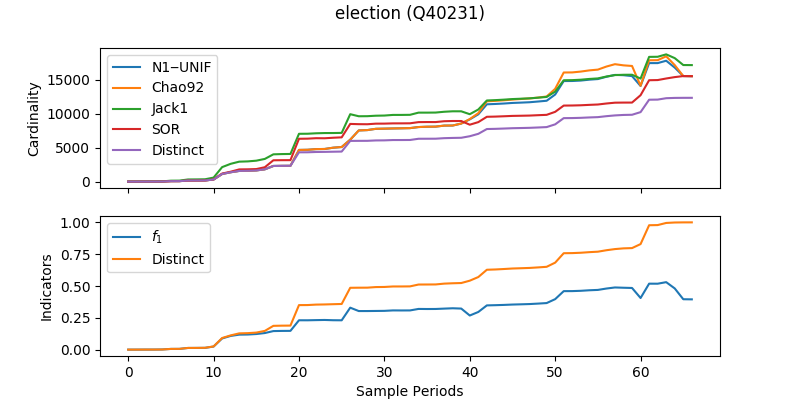 election (Q40231)
Cardinality
15000
10000
5000
0
N1−UNIF
Chao92
Jack1
SOR
Distinct
Indicators
1.00
0.75
0.50
0.25
0.00
f1
Distinct
0 10 20 30 40 50 60
Sample Periods